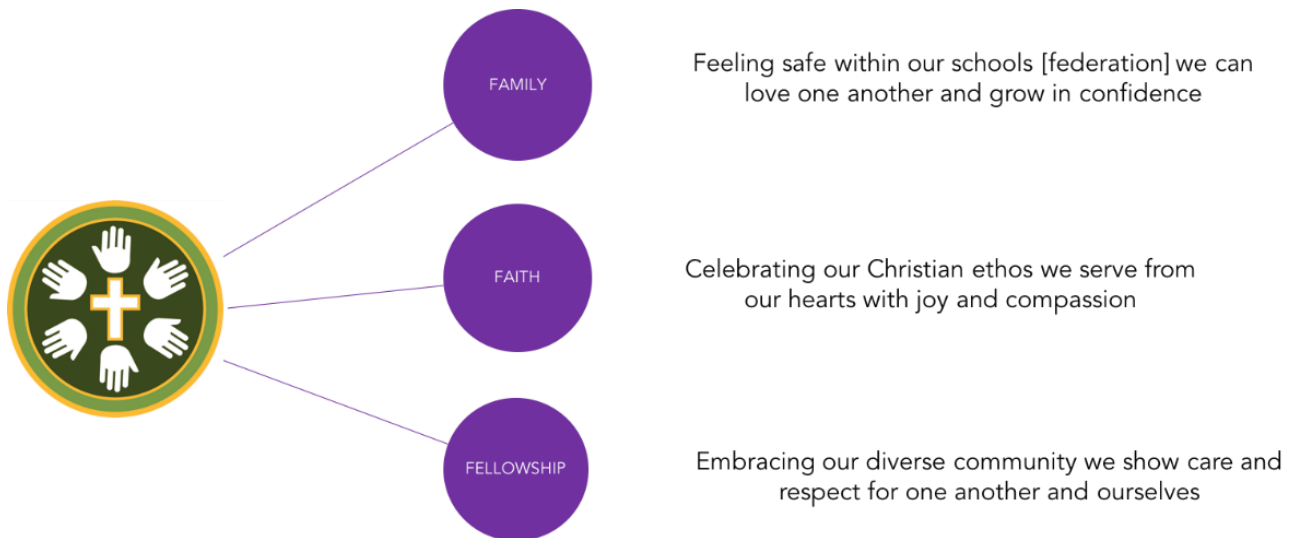 FAMILY
Feeling safe within our schools [federation] we can
love one another and grow in confidence
FAITH
Celebrating our Christian ethos we serve from
our hearts with joy and compassion
FELLOWSHIP
Embracing our diverse community we show care and
respect for one another and ourselves